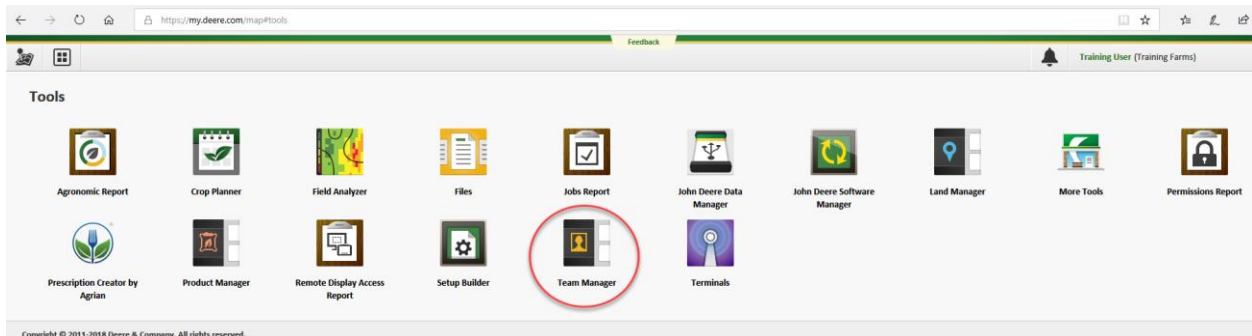 https://my.deere.com/map#tools
Feedback
Training User (Training Farms)
Tools
Agronomic Report
Crop Planner
Field Analyzer
Files
Jobs Report
John Deere Data
Manager
John Deere Software
Manager
Land Manager
More Tools
Permissions Report
Prescription Creator by
Agrian
Product Manager
Remote Display Access
Report
Setup Builder
Team Manager
Terminals
Copyright © 2011-2018 Deere & Company. All rights reserved.